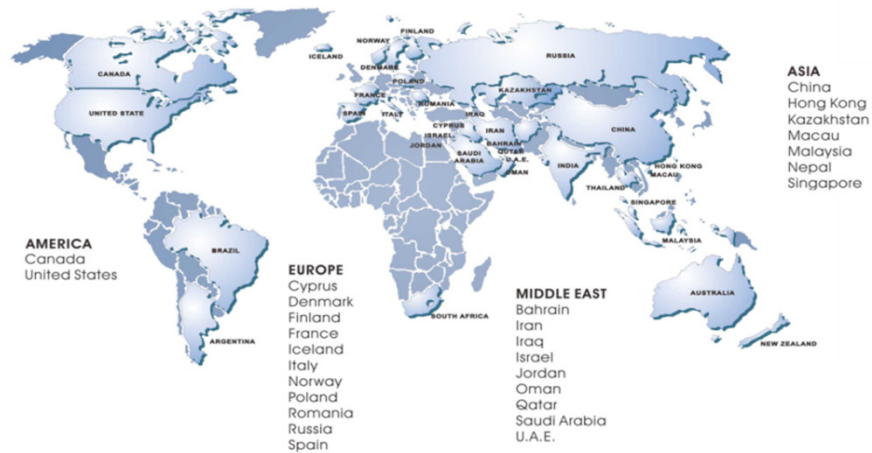 FINLAND
NORWAY
ICELAND
RUSSIA
DENMARK
CANADA
POLAND
KAZAKHSTAN
FRANCE
ROMANIA
UNITED STATE
SPAIN
ITALY
IRAQ
CYPRUS
IRAN
CHINA
ISRAEL
BAHRAIN
JORDAN
QUTAR
SAUDI
ARABIA
U.A.E.
INDIA
HONG KONG
OMAN
MACAU
THAILAND
SINGAPORE
MALAYSIA
BRAZIL
AUSTRALIA
SOUTH AFRICA
ARGENTINA
NEW ZEALAND
AMERICA
Canada
United States
EUROPE
Cyprus
Denmark
Finland
France
Iceland
Italy
Norway
Poland
Romania
Russia
Spain
MIDDLE EAST
Bahrain
Iran
Iraq
Israel
Jordan
Oman
Qatar
Saudi Arabia
U.A.E.
ASIA
China
Hong Kong
Kazakhstan
Macau
Malaysia
Nepal
Singapore